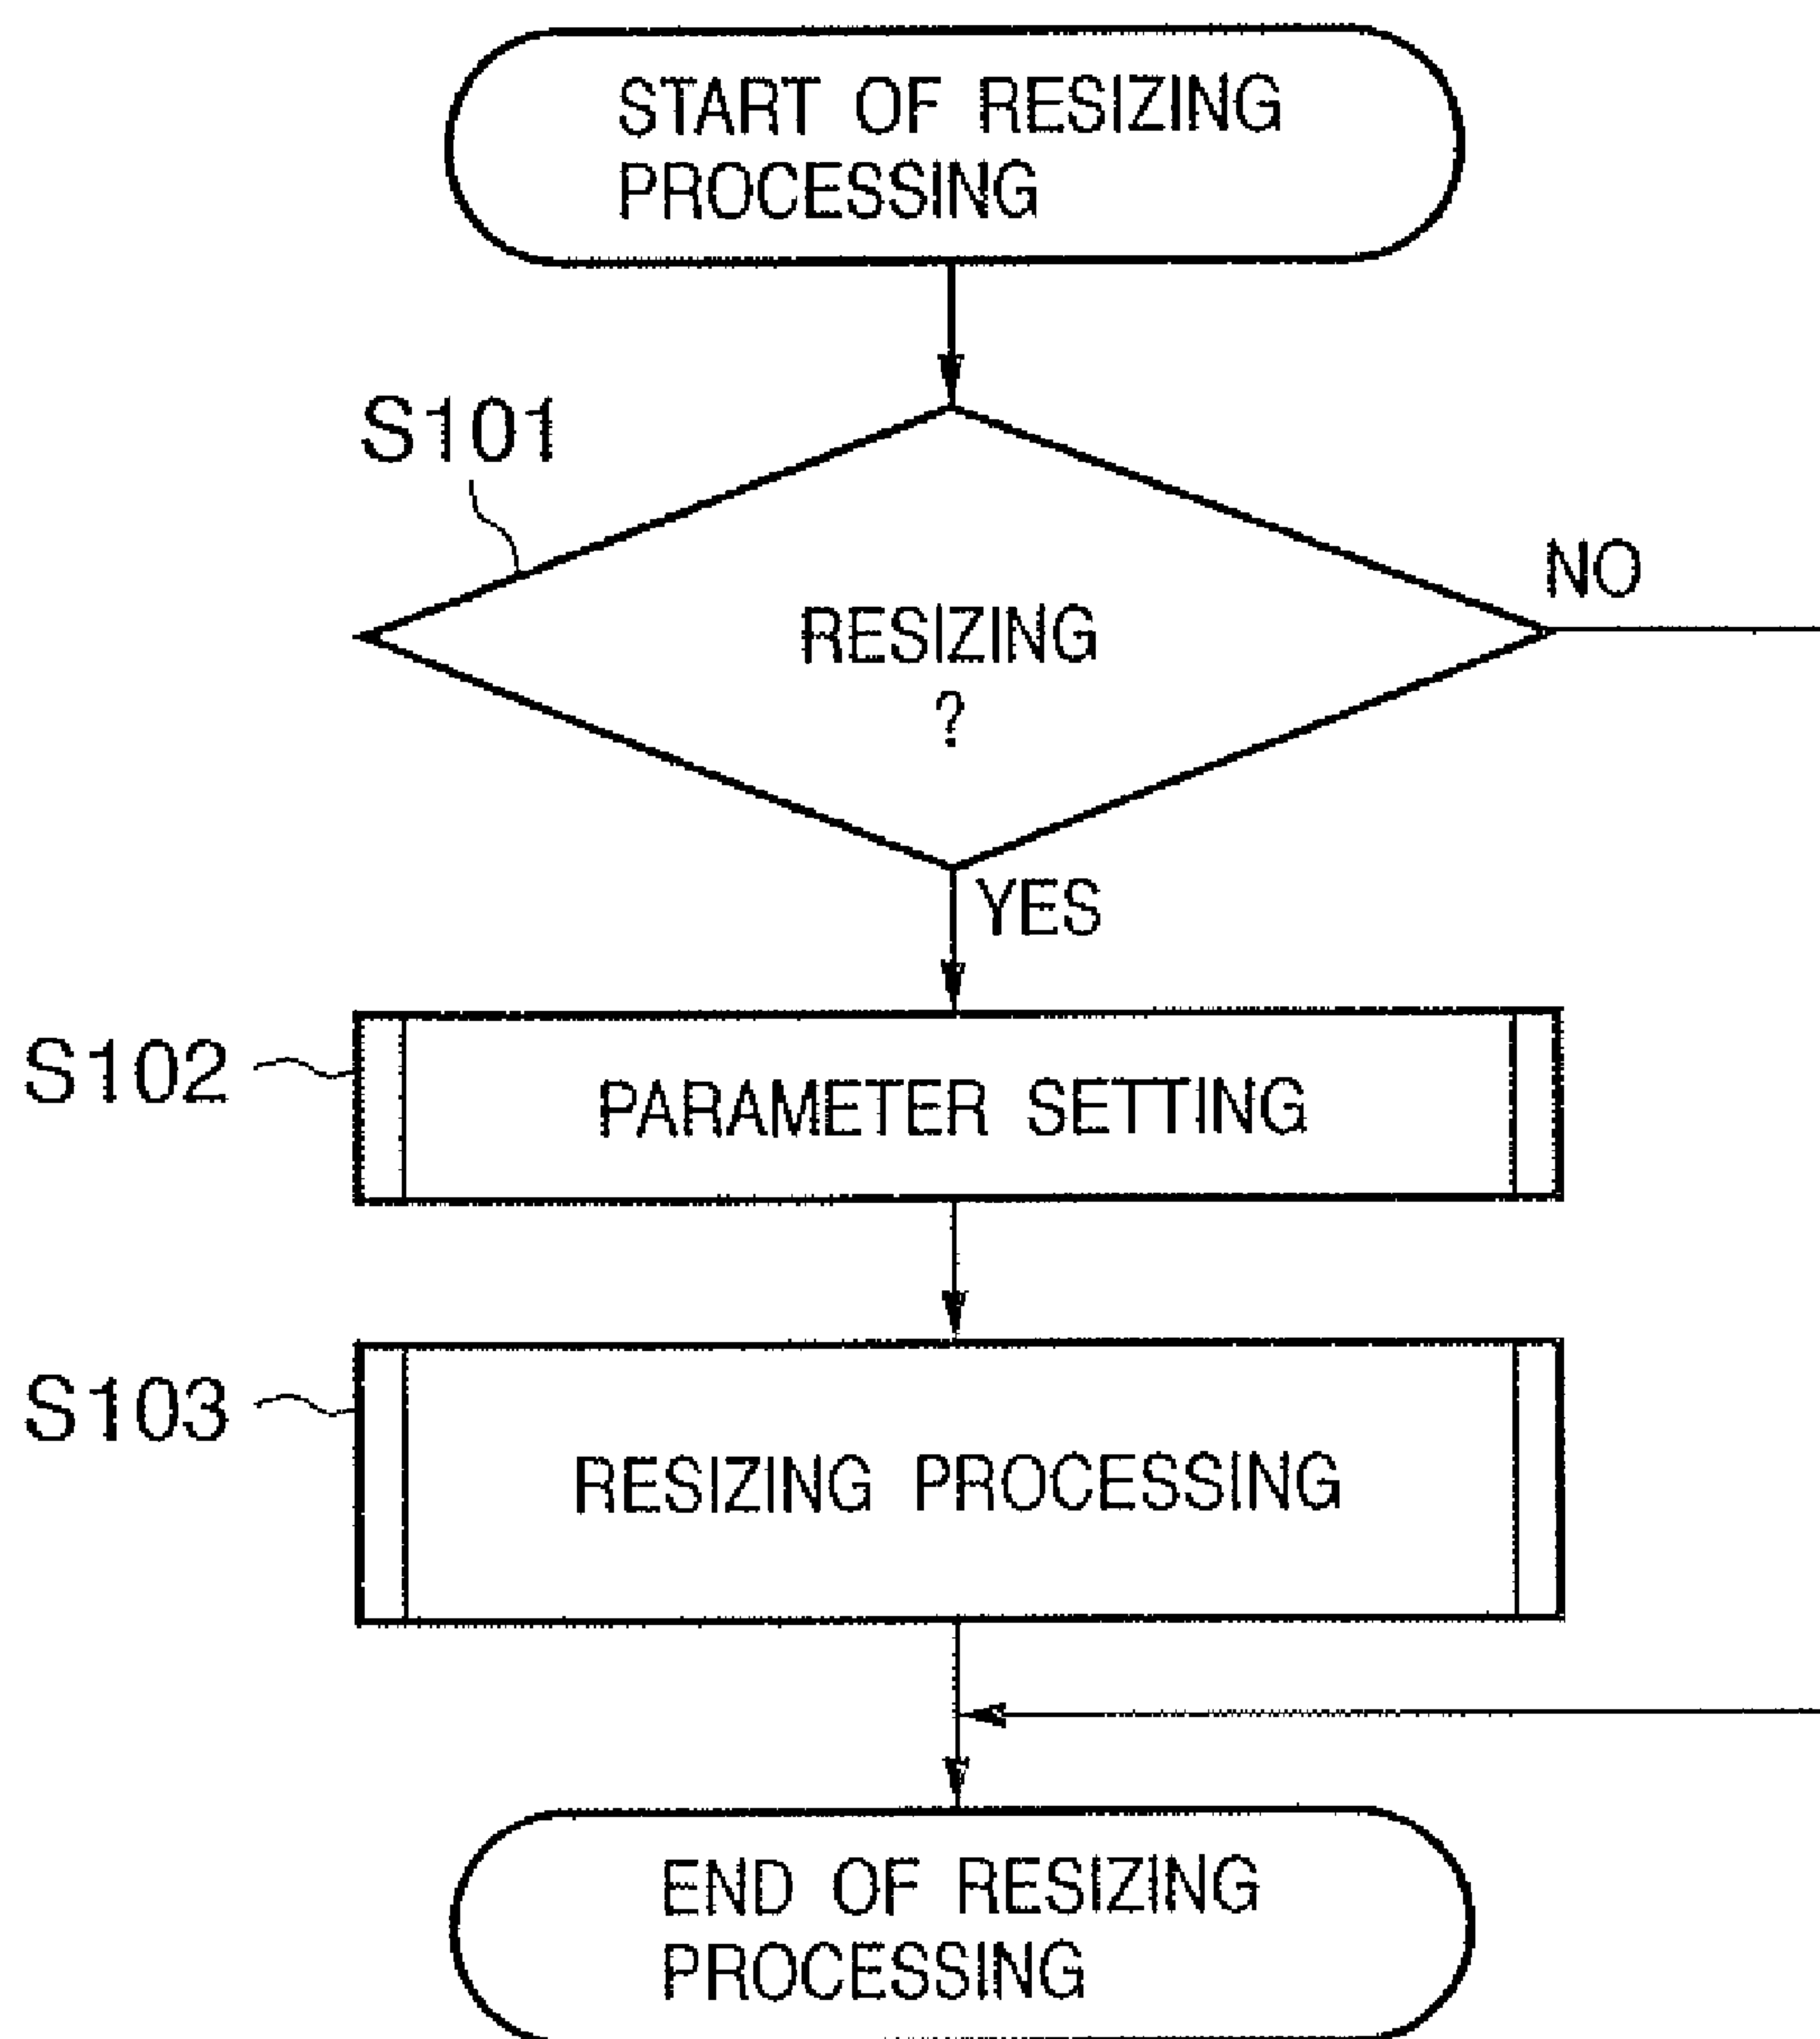 START OF RESIZING
PROCESSING
S101
NO
RESIZING
?
YES
S102
PARAMETER SETTING
S103
RESIZING PROCESSING
END OF RESIZING
PROCESSING